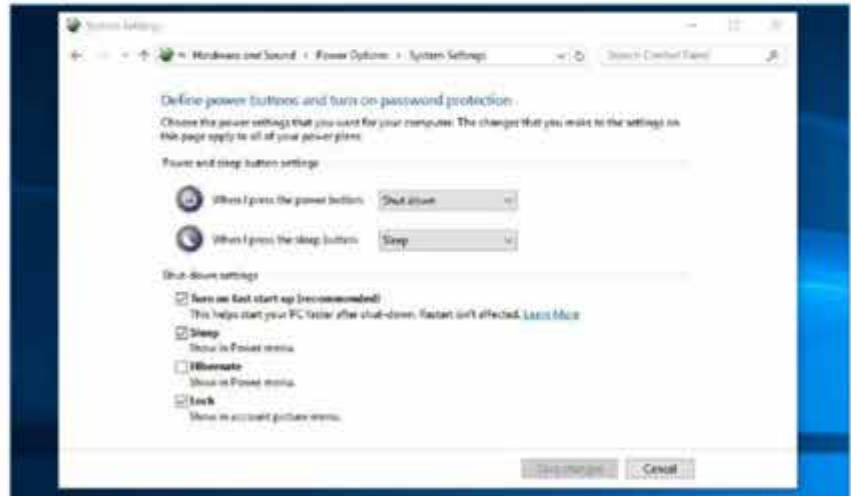 System Settings
Hardware and Sound › Power Options › System Settings
Search Control Panel
Define power buttons and turn on password protection
Choose the power settings that you want for your computer. The changes that you make to the settings on
this page apply to all of your power plans.
Power and sleep button settings
When I press the power button: Shut down
When I press the sleep button: Sleep
Shut-down settings
Turn on fast start-up (recommended)
This helps start your PC faster after shut-down. Restart isn't affected. Learn More
Sleep
Show in Power menu.
Hibernate
Show in Power menu.
Lock
Show in account picture menu.
Save changes Cancel